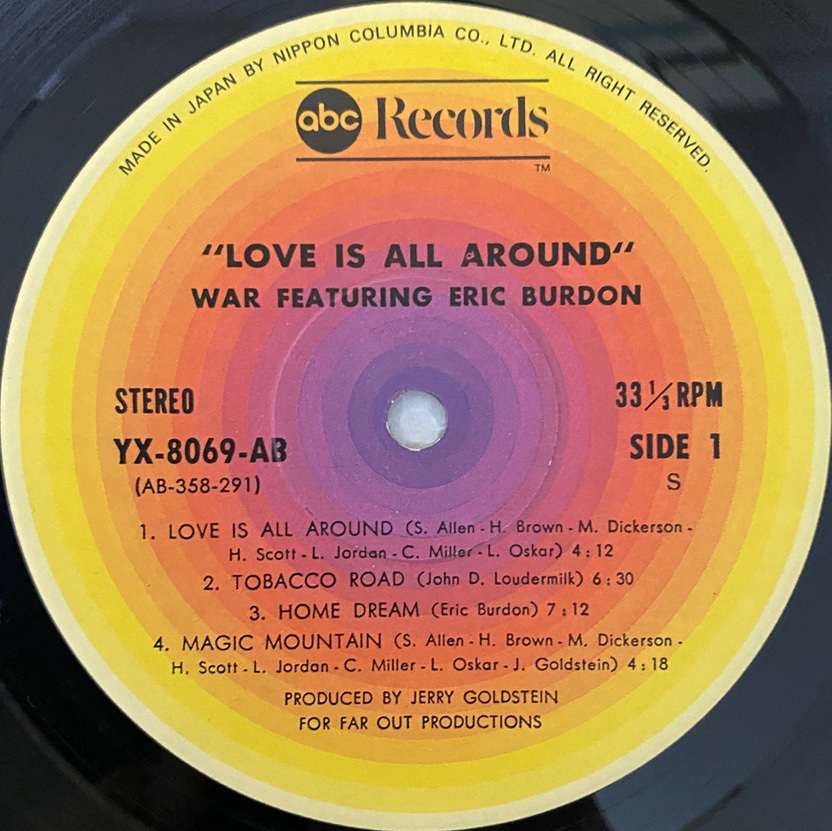 MADE IN JAPAN BY NIPPON COLUMBIA CO., LTD. ALL RIGHT RESERVED.
abc Records
TM
“LOVE IS ALL AROUND“
WAR FEATURING ERIC BURDON
STEREO
33 1/3 RPM
YX-8069-AB
SIDE 1
(AB-358-291)
S
1. LOVE IS ALL AROUND (S. Allen - H. Brown - M. Dickerson -
H. Scott - L. Jordan - C. Miller - L. Oskar) 4 : 12
2. TOBACCO ROAD (John D. Loudermilk) 6 : 30
3. HOME DREAM (Eric Burdon) 7 : 12
4. MAGIC MOUNTAIN (S. Allen - H. Brown - M. Dickerson -
H. Scott - L. Jordan - C. Miller - L. Oskar - J. Goldstein) 4 : 18
PRODUCED BY JERRY GOLDSTEIN
FOR FAR OUT PRODUCTIONS